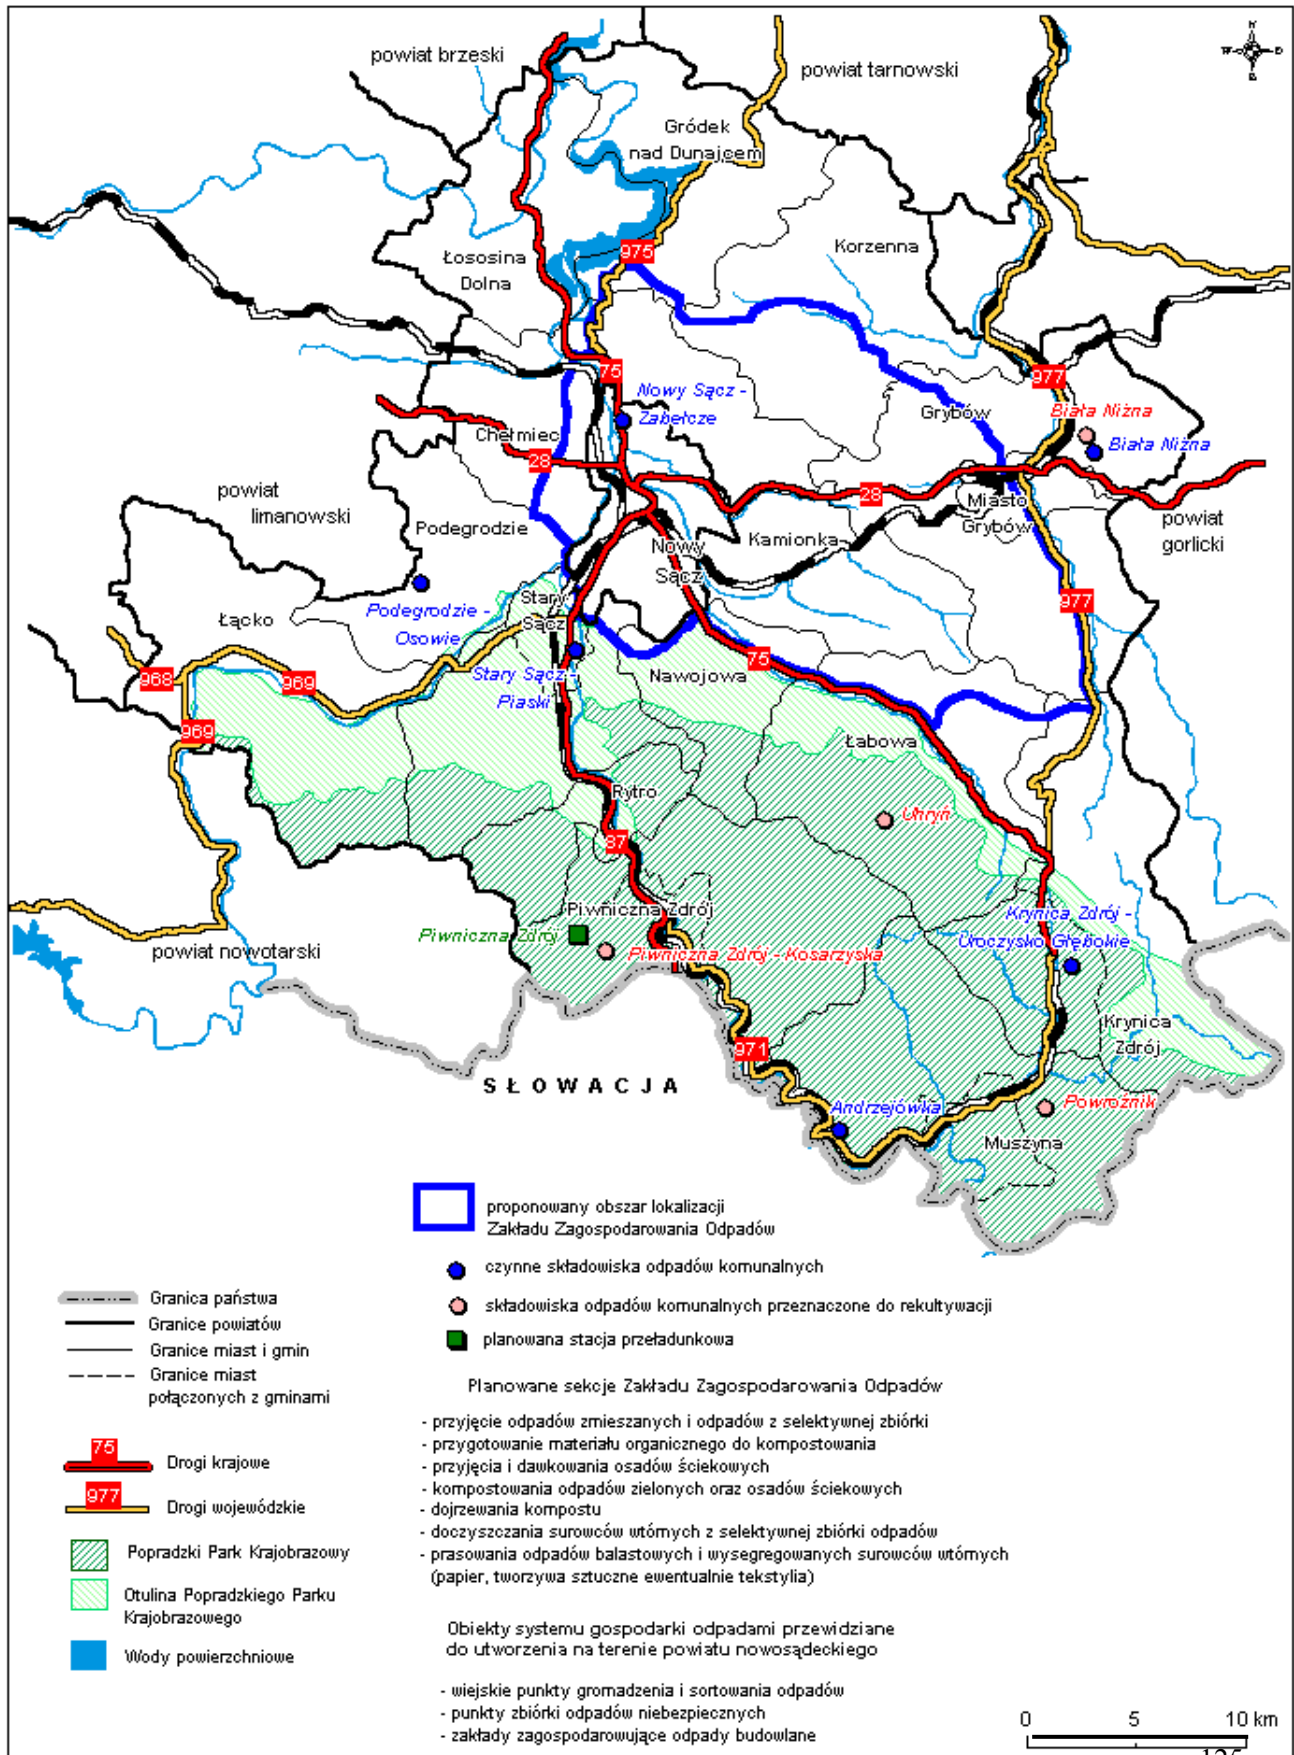 N
W
powiat brzeski
powiat tarnowski
Gródek
nad Dunajcem
975
Korzenna
Łososina
Dolna
75
977
Nowy Sącz -
Zabełcze
Grybów
Biała Niżna
Biała Niżna
Chełmiec
28
28
powiat
limanowski
Podegrodzie
Miasto
Grybów
powiat
gorlicki
Kamionka
Nowy
Sącz
977
Stary
Sącz
Podegrodzie -
Osowie
Łącko
75
968
969
Stary Sącz -
Piaski
Nawojowa
969
Łabowa
Rytro
Uhryń
87
Piwniczna Zdrój
Krynica Zdrój -
Uroczysko Głębokie
Piwniczna Zdrój
powiat nowotarski
Piwniczna Zdrój - Kosarzyska
Krynica
Zdrój
971
SŁOWACJA
Andrzejówka
Powroźnik
Muszyna
proponowany obszar lokalizacji
Zakładu Zagospodarowania Odpadów
czynne składowiska odpadów komunalnych
składowiska odpadów komunalnych przeznaczone do rekultywacji
planowana stacja przeładunkowa
Granica państwa
Granice powiatów
Granice miast i gmin
Granice miast
połączonych z gminami
75
Drogi krajowe
977
Drogi wojewódzkie
Popradzki Park Krajobrazowy
Otulina Popradzkiego Parku
Krajobrazowego
Wody powierzchniowe
Planowane sekcje Zakładu Zagospodarowania Odpadów
- przyjęcie odpadów zmieszanych i odpadów z selektywnej zbiórki
- przygotowanie materiału organicznego do kompostowania
- przyjęcia i dawkowania osadów ściekowych
- kompostowania odpadów zielonych oraz osadów ściekowych
- dojrzewania kompostu
- doczyszczania surowców wtórnych z selektywnej zbiórki odpadów
- prasowania odpadów balastowych i wysegregowanych surowców wtórnych
(papier, tworzywa sztuczne ewentualnie tekstylia)
Obiekty systemu gospodarki odpadami przewidziane
do utworzenia na terenie powiatu nowosądeckiego
- wiejskie punkty gromadzenia i sortowania odpadów
- punkty zbiórki odpadów niebezpiecznych
- zakłady zagospodarowujące odpady budowlane
0 5 10 km